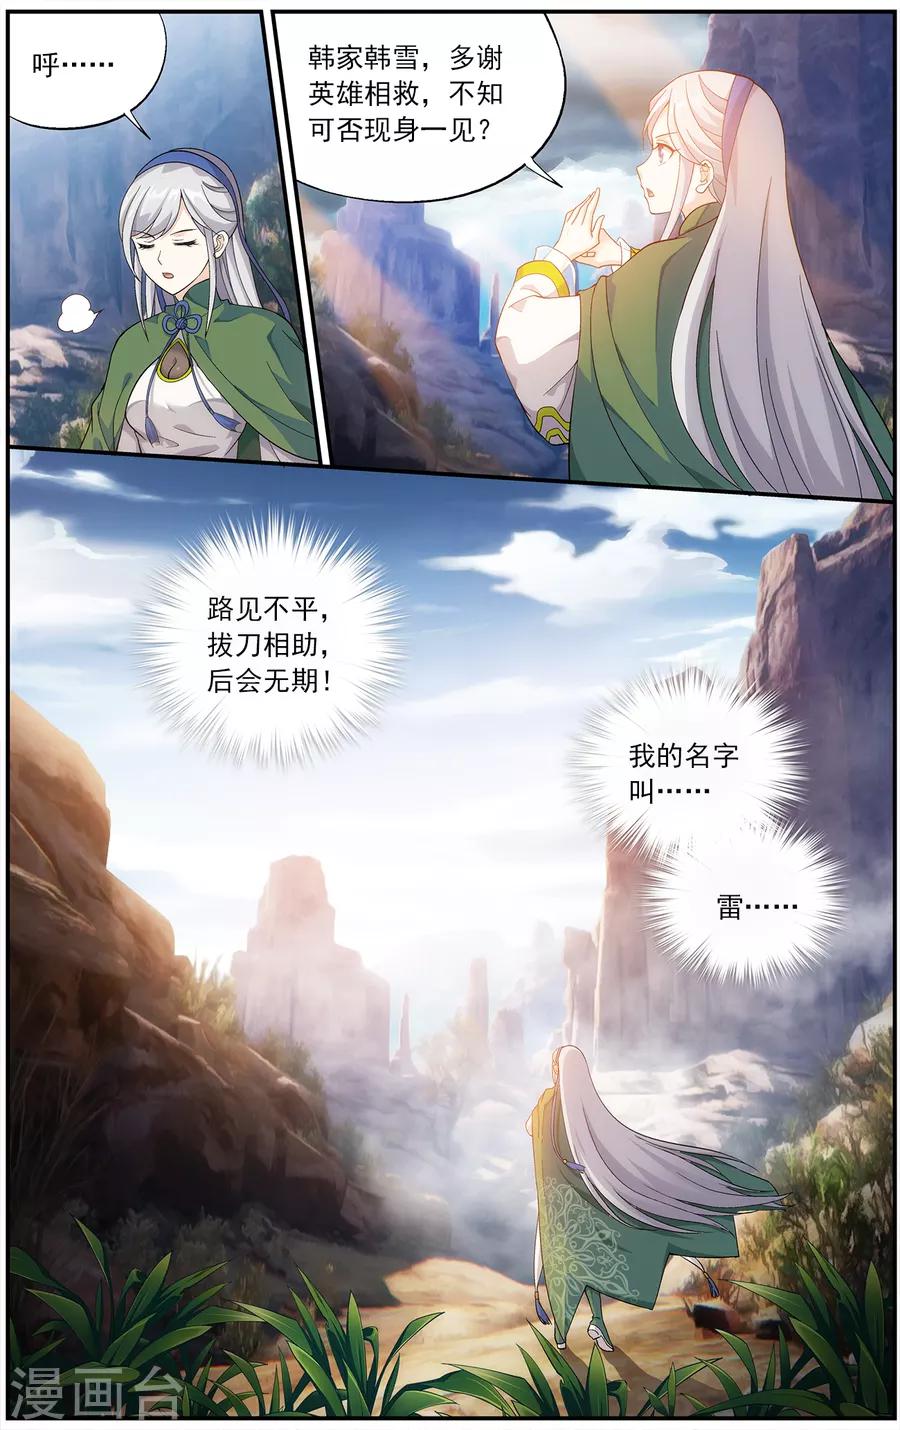 呼……
韩家韩雪，多谢
英雄相救，不知
可否现身一见？
路见不平，
拔刀相助，
后会无期！
我的名字
叫……
雷……
漫画台